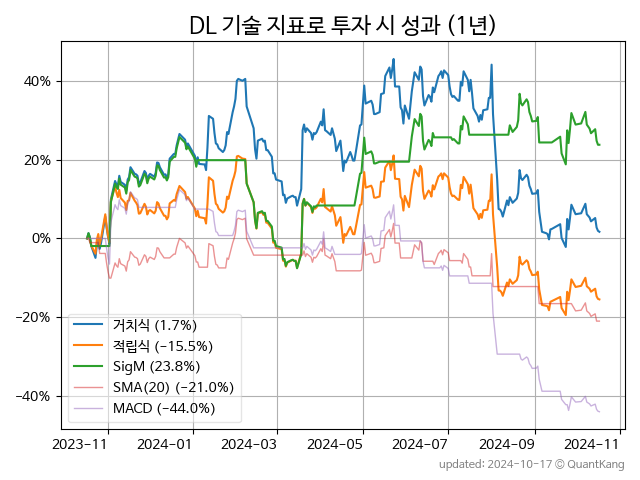 DL 기술 지표로 투자 시 성과 (1년)
40%
20%
0%
−20%
−40%
거치식 (1.7%)
적립식 (−15.5%)
SigM (23.8%)
SMA(20) (−21.0%)
MACD (−44.0%)
2023-11
2024-01
2024-03
2024-05
2024-07
2024-09
2024-11
updated: 2024-10-17 © QuantKang